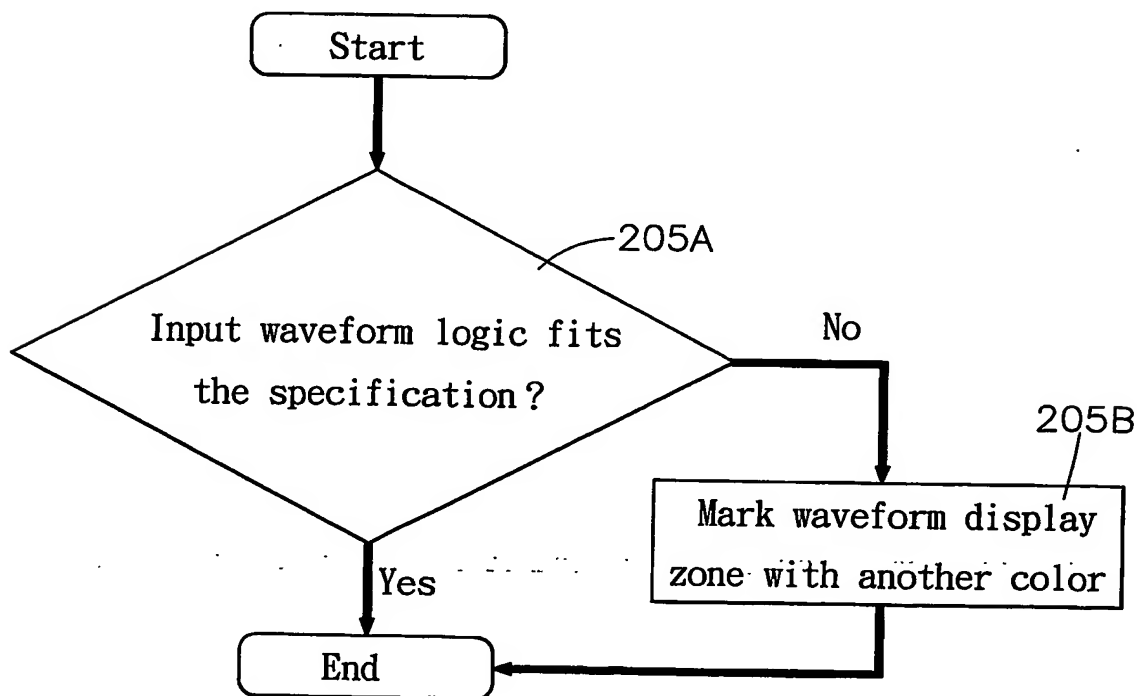 Start
205A
Input waveform logic fits
the specification?
No
205B
Mark waveform display
zone with another color
Yes
End